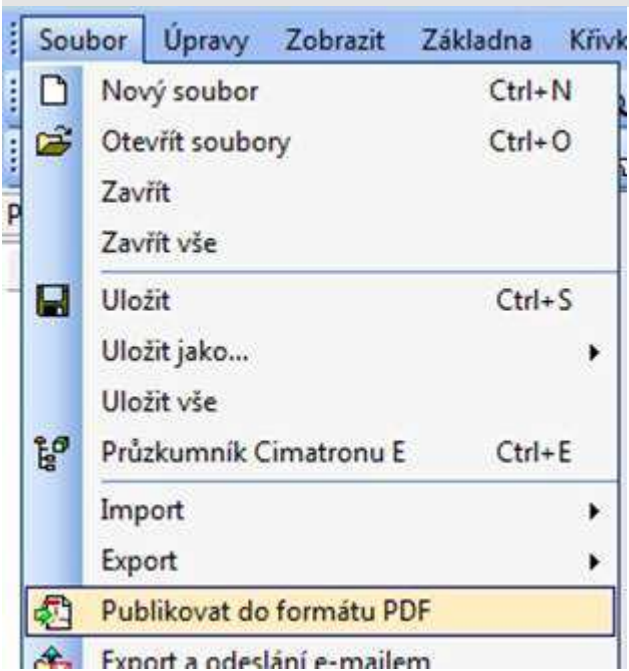 Soubor Úpravy Zobrazit Základna Křivk
Nový soubor Ctrl+N
Otevřít soubory Ctrl+O
Zavřít
Zavřít vše
Uložit Ctrl+S
Uložit jako...
Uložit vše
Průzkumník Cimatronu E Ctrl+E
Import
Export
Publikovat do formátu PDF
Export a odeslání e-mailem